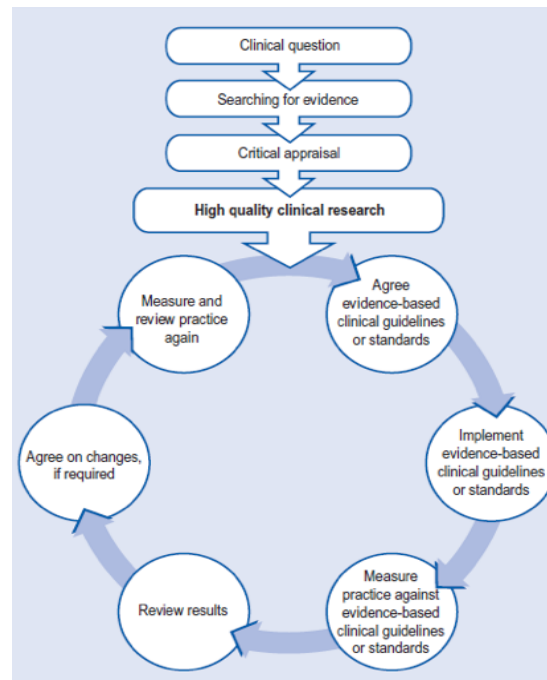 Clinical question
Searching for evidence
Critical appraisal
High quality clinical research
Agree
evidence-based
clinical guidelines
or standards
Implement
evidence-based
clinical guidelines
or standards
Measure
practice against
evidence-based
clinical guidelines
or standards
Review results
Agree on changes,
if required
Measure and
review practice
again